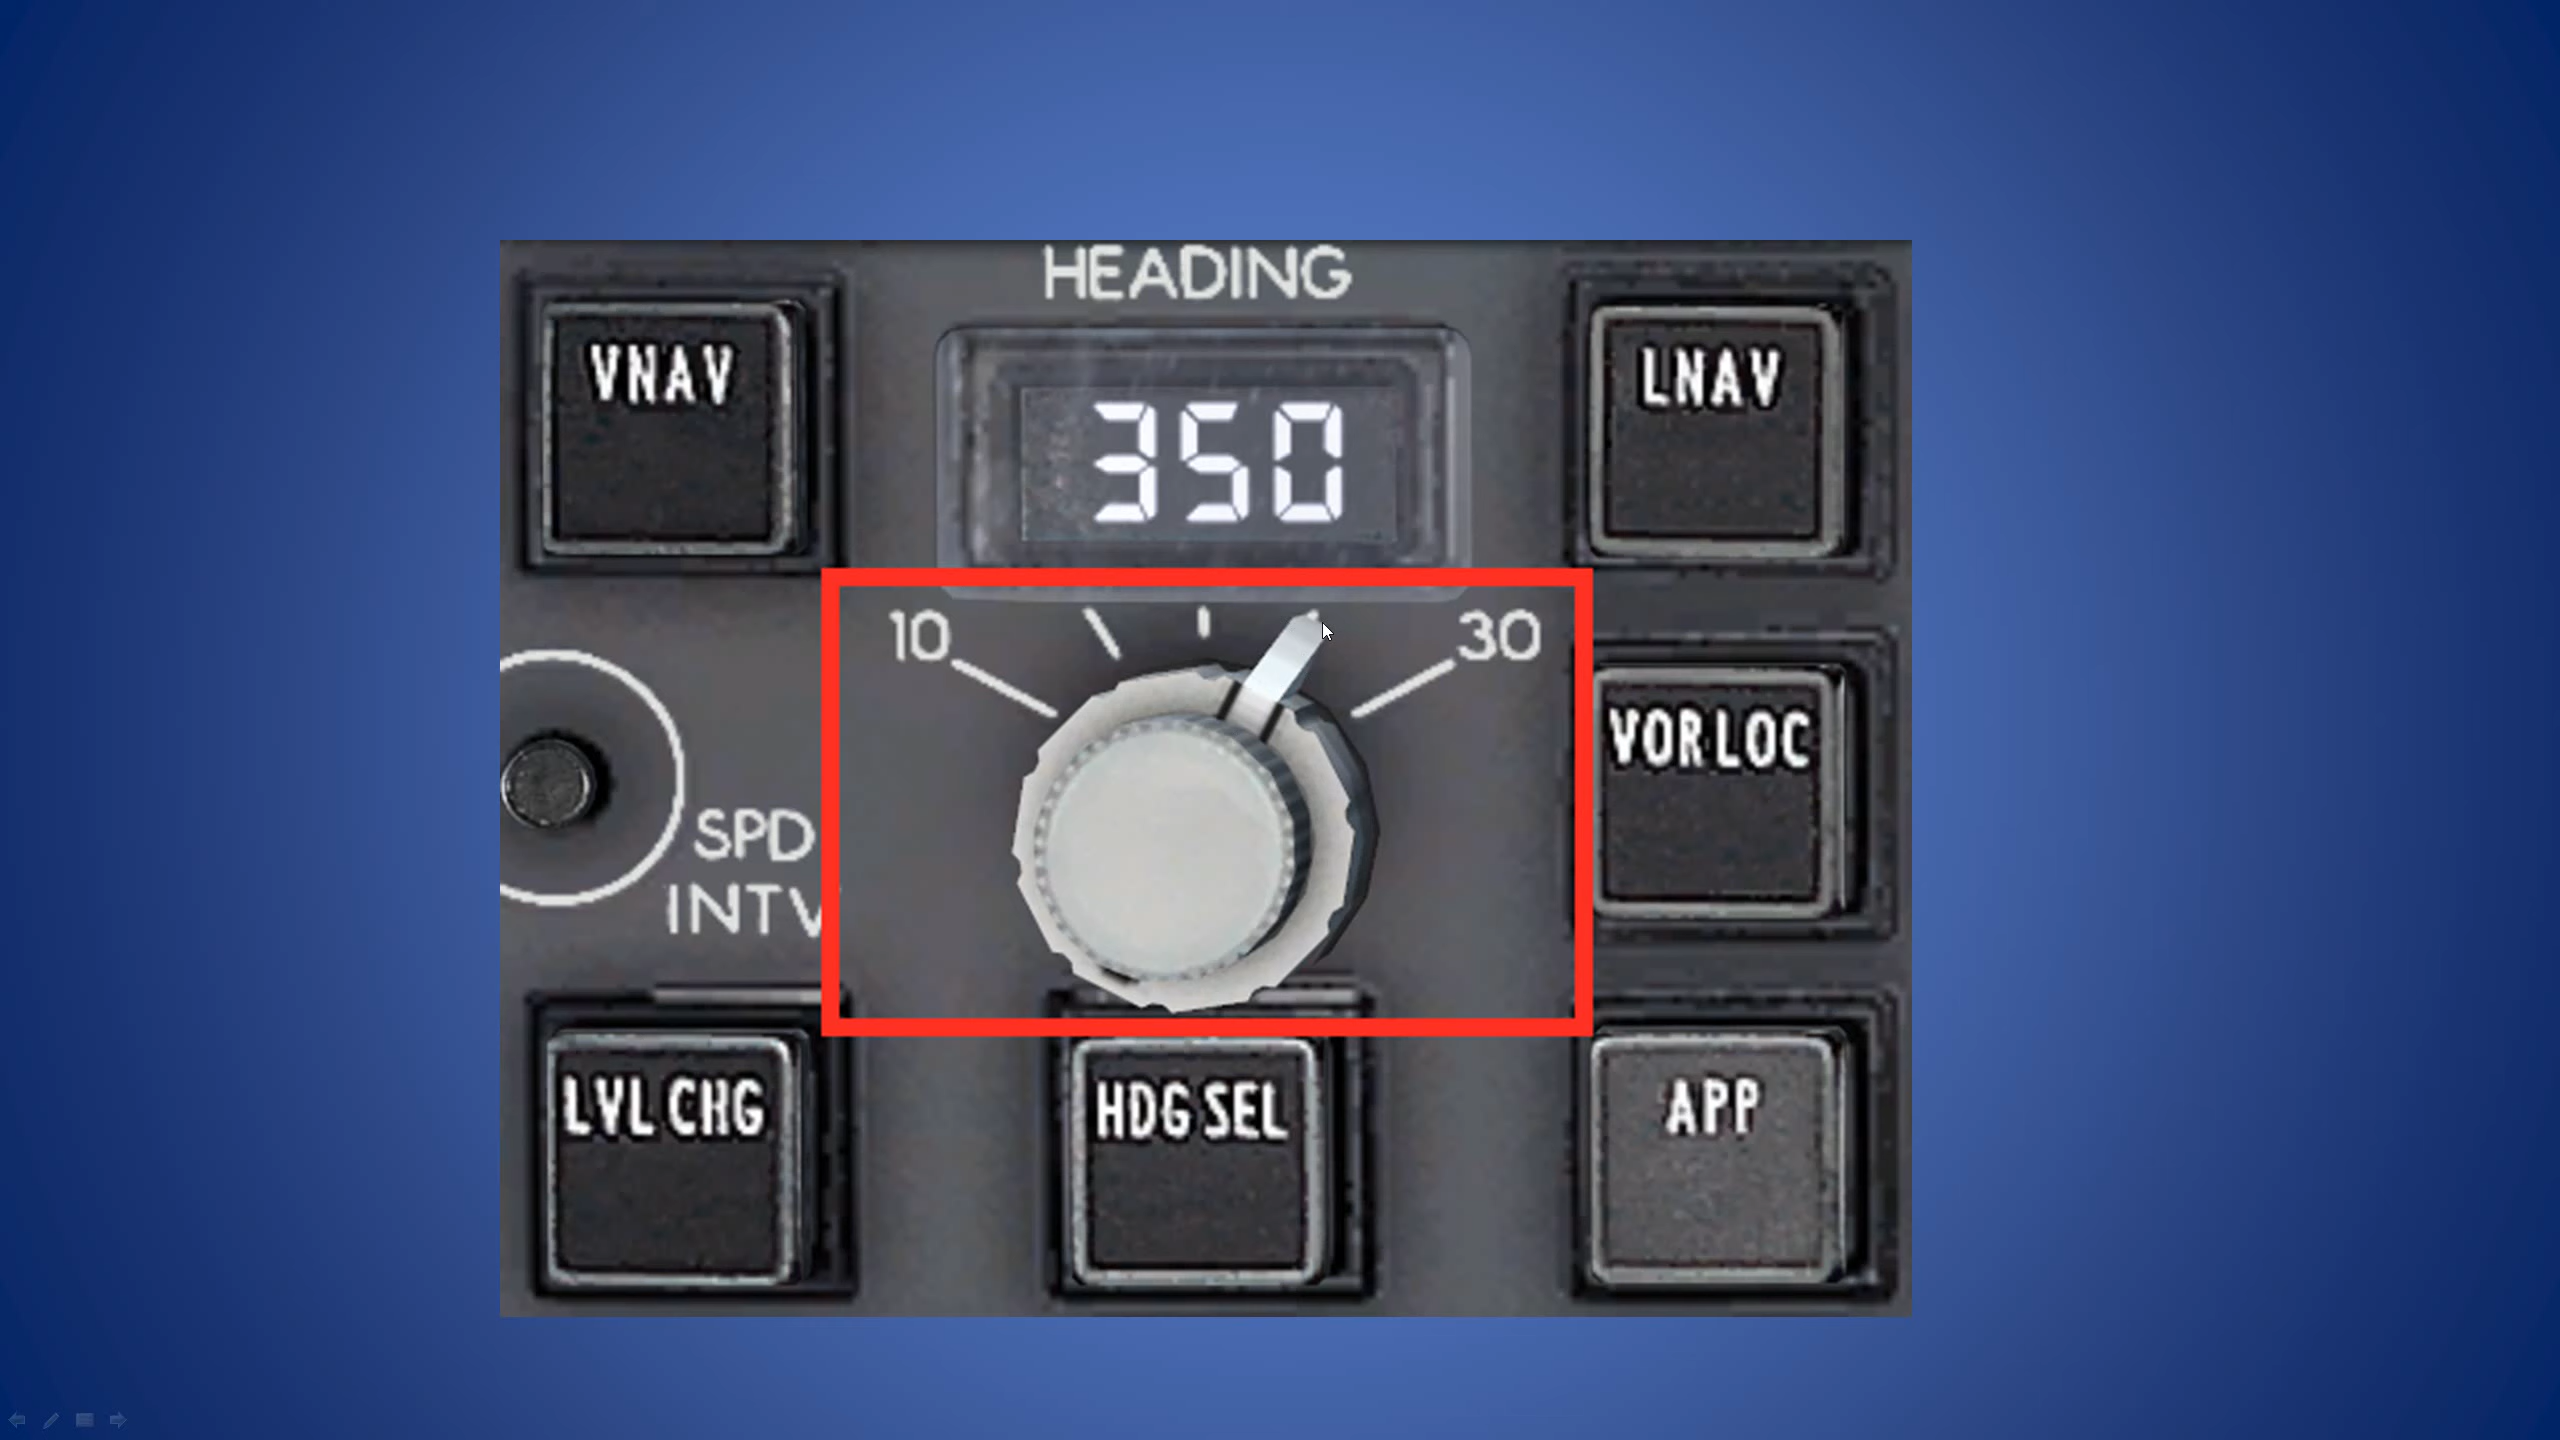 HEADING
VNAV
350
LNAV
10
30
VOR LOC
SPD
INTV
LVL CHG
HDG SEL
APP